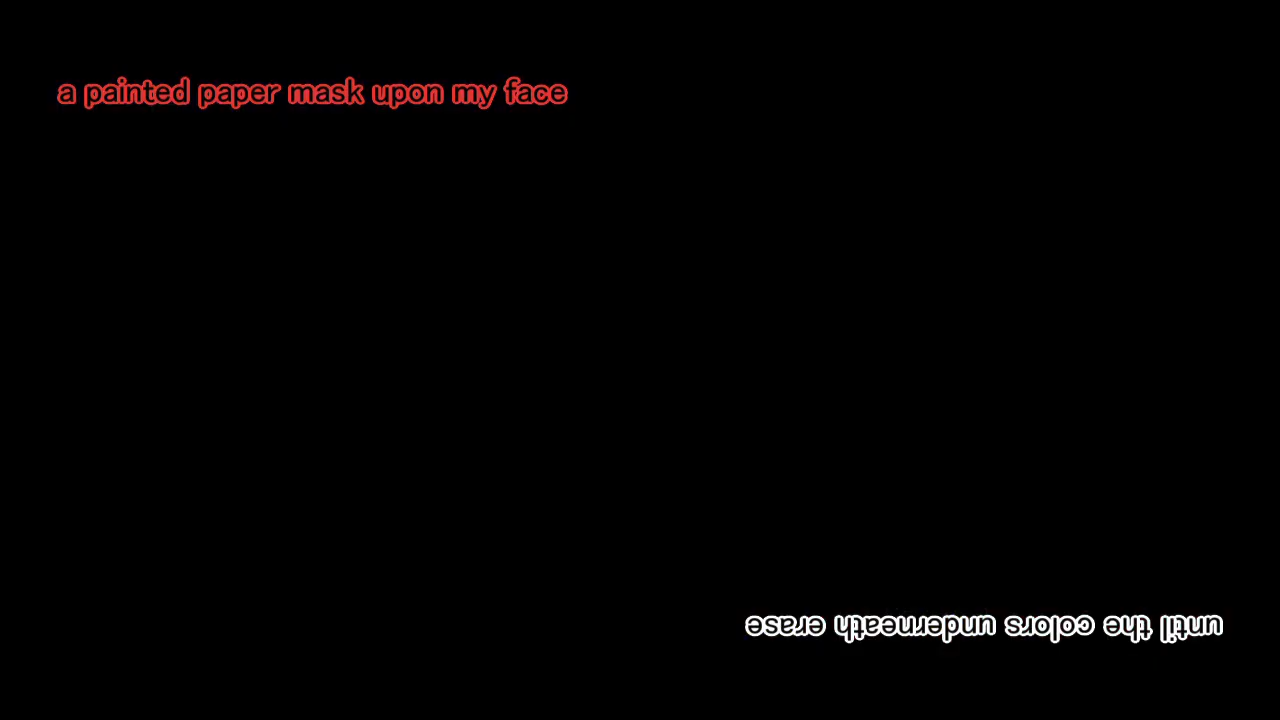 a painted paper mask upon my face
until the colors underneath erase